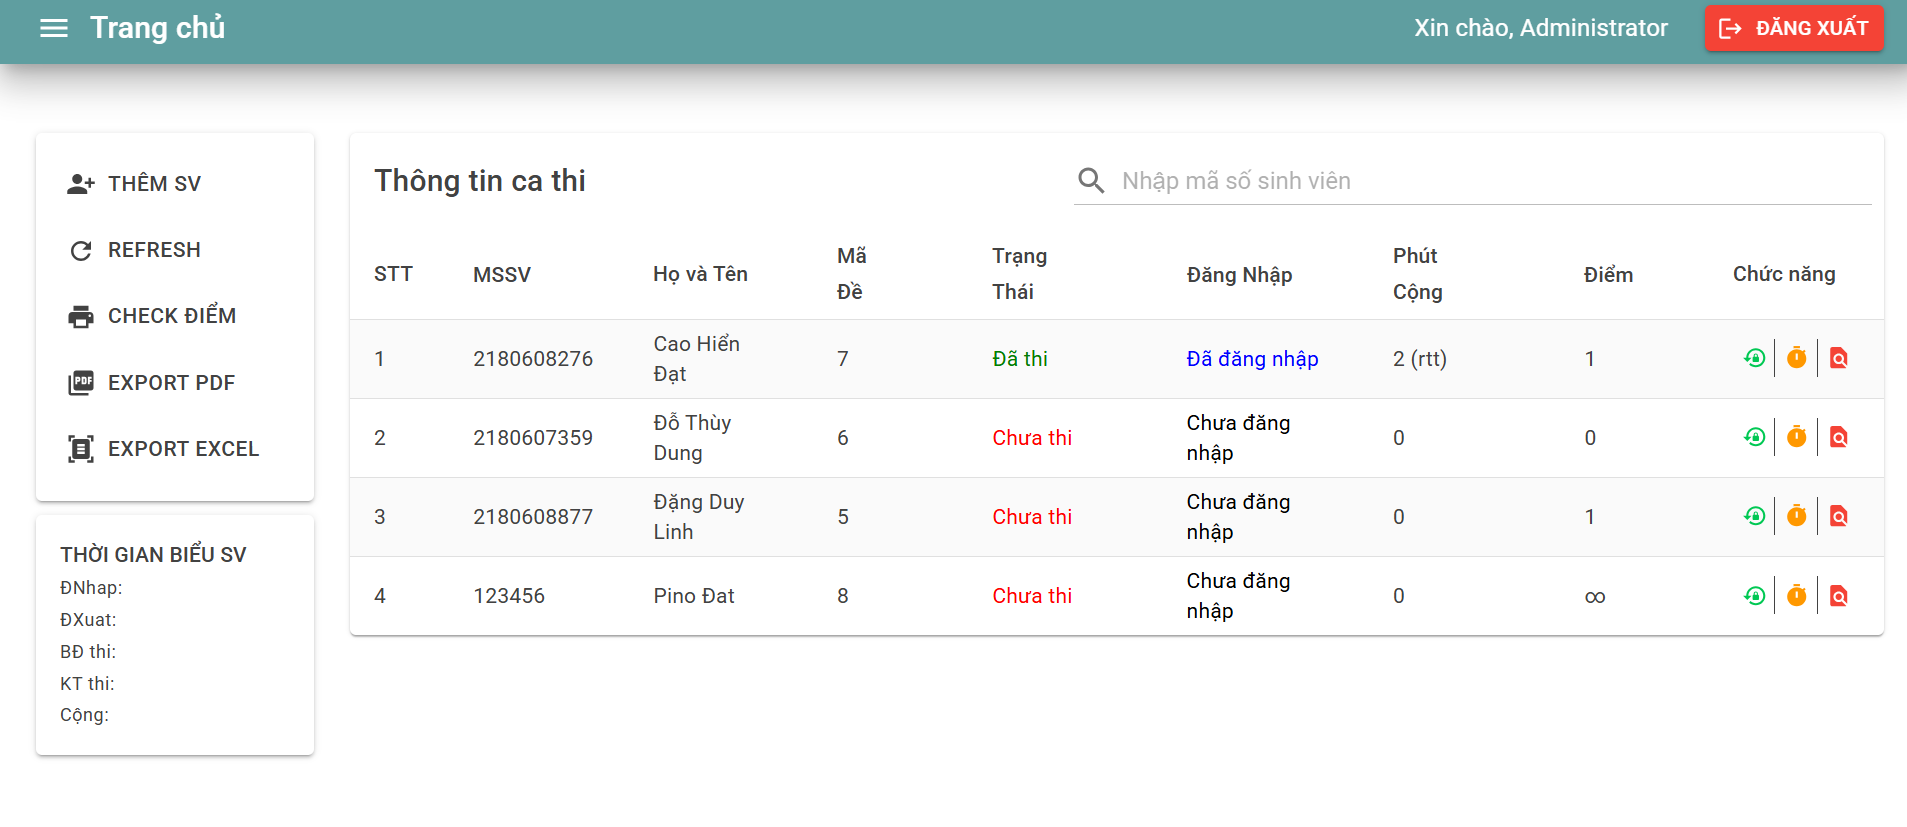 Trang chủ
Xin chào, Administrator
ĐĂNG XUẤT
THÊM SV
REFRESH
CHECK ĐIỂM
EXPORT PDF
EXPORT EXCEL
THỜI GIAN BIỂU SV
ĐNhap:
ĐXuat:
BĐ thi:
KT thi:
Cộng:
Thông tin ca thi
Nhập mã số sinh viên
STT MSSV Họ và Tên Mã Đề Trạng Thái Đăng Nhập Phút Cộng Điểm Chức năng
1 2180608276 Cao Hiển Đạt 7 Đã thi Đã đăng nhập 2 (rtt) 1
2 2180607359 Đỗ Thùy Dung 6 Chưa thi Chưa đăng nhập 0 0
3 2180608877 Đặng Duy Linh 5 Chưa thi Chưa đăng nhập 0 1
4 123456 Pino Đat 8 Chưa thi Chưa đăng nhập 0 ∞